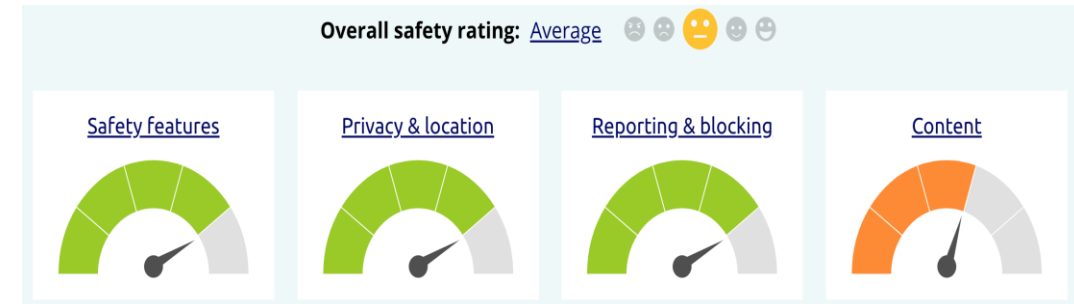 Overall safety rating: Average
Safety features
Privacy & location
Reporting & blocking
Content